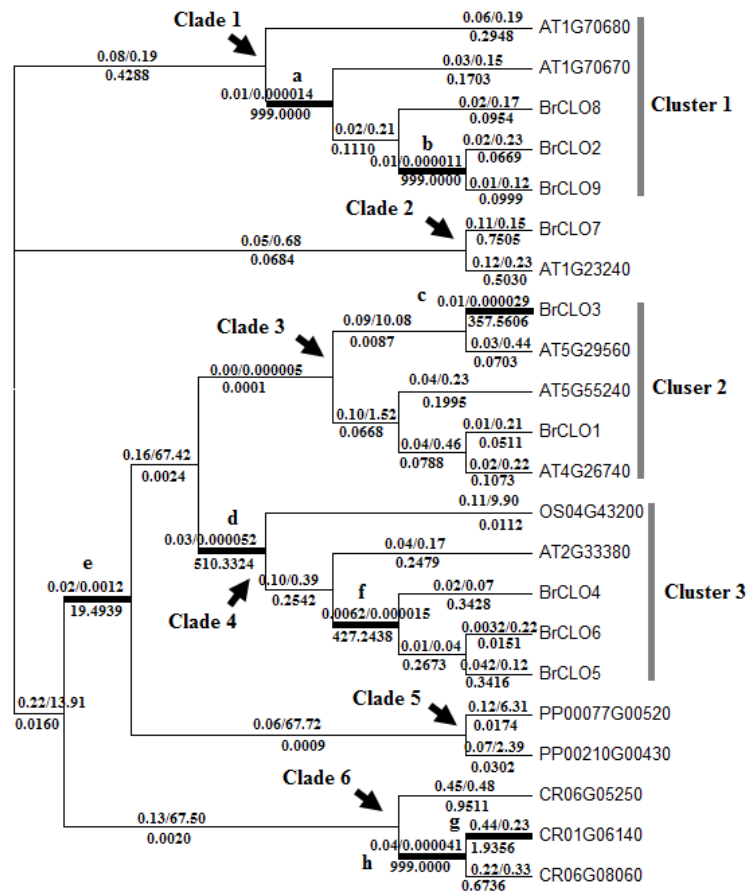 Clade 1
0.06/0.19
AT1G70680
0.2948
0.08/0.19
0.4288
a
0.03/0.15
AT1G70670
0.1703
0.01/0.000014
999.0000
0.02/0.17
BrCLO8
0.0954
Cluster 1
0.02/0.21
0.1110
b
0.02/0.23
BrCLO2
0.0669
0.01/0.000011
999.0000
0.01/0.12
BrCLO9
0.0999
Clade 2
0.11/0.15
BrCLO7
0.7505
0.05/0.68
0.0684
0.12/0.23
AT1G23240
0.5030
c
0.01/0.000029
BrCLO3
357.5606
Clade 3
0.09/10.08
0.0087
0.03/0.44
AT5G29560
0.0703
0.00/0.000005
0.0001
0.04/0.23
AT5G55240
0.1995
Cluser 2
0.10/1.52
0.0668
0.01/0.21
BrCLO1
0.0511
0.04/0.46
0.0788
0.02/0.22
AT4G26740
0.1073
0.16/67.42
0.0024
0.11/9.90
OS04G43200
0.0112
d
0.03/0.000052
510.3324
0.04/0.17
AT2G33380
0.2479
e
0.02/0.0012
19.4939
0.10/0.39
0.2542
f
0.02/0.07
BrCLO4
0.3428
Cluster 3
Clade 4
0.0062/0.000015
427.2438
0.0032/0.22
BrCLO6
0.0151
0.01/0.04
0.2673
0.042/0.12
BrCLO5
0.3416
0.22/13.91
0.0160
Clade 5
0.12/6.31
PP00077G00520
0.0174
0.06/67.72
0.0009
0.07/2.39
PP00210G00430
0.0302
Clade 6
0.45/0.48
CR06G05250
0.9511
0.13/67.50
0.0020
g
0.44/0.23
CR01G06140
1.9356
0.04/0.000041
h
999.0000
0.22/0.33
CR06G08060
0.6736